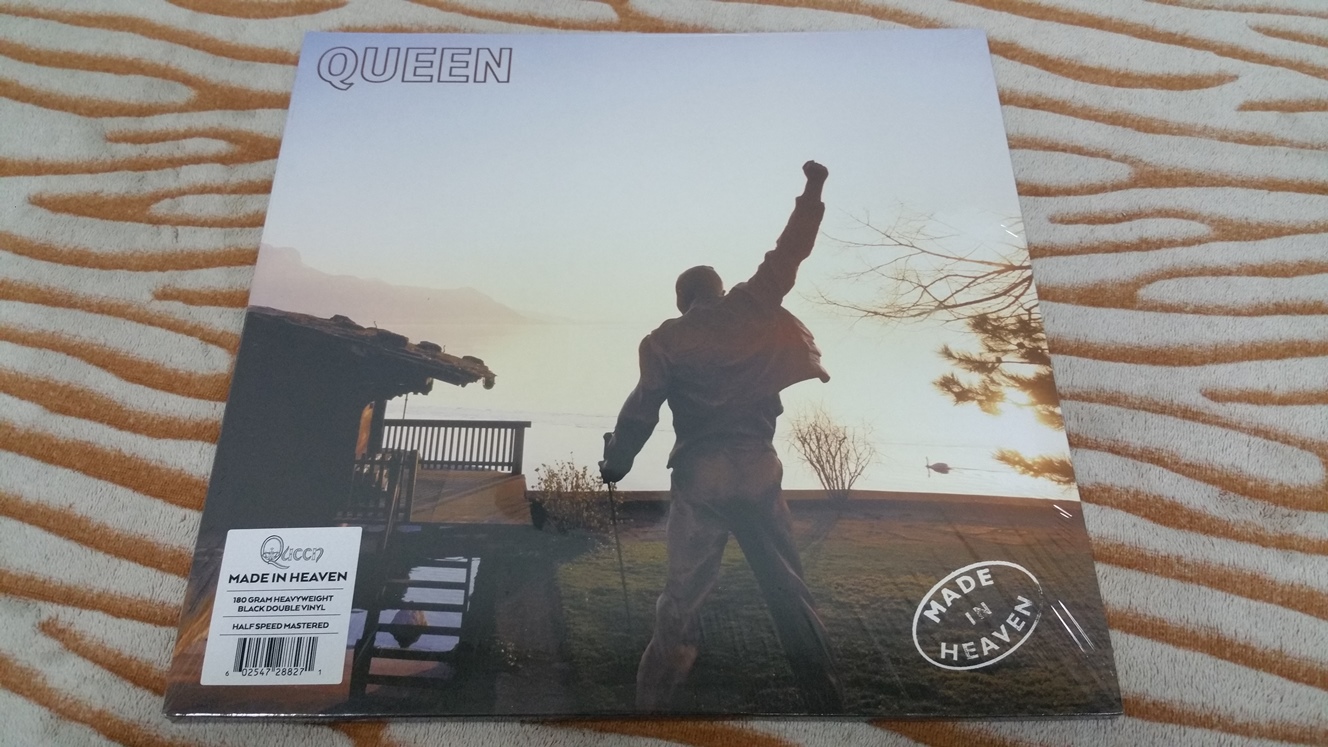 QUEEN
Queen
MADE IN HEAVEN
180 GRAM HEAVYWEIGHT
BLACK DOUBLE VINYL
HALF SPEED MASTERED
6 02547 28827 1
MADE
IN
HEAVEN